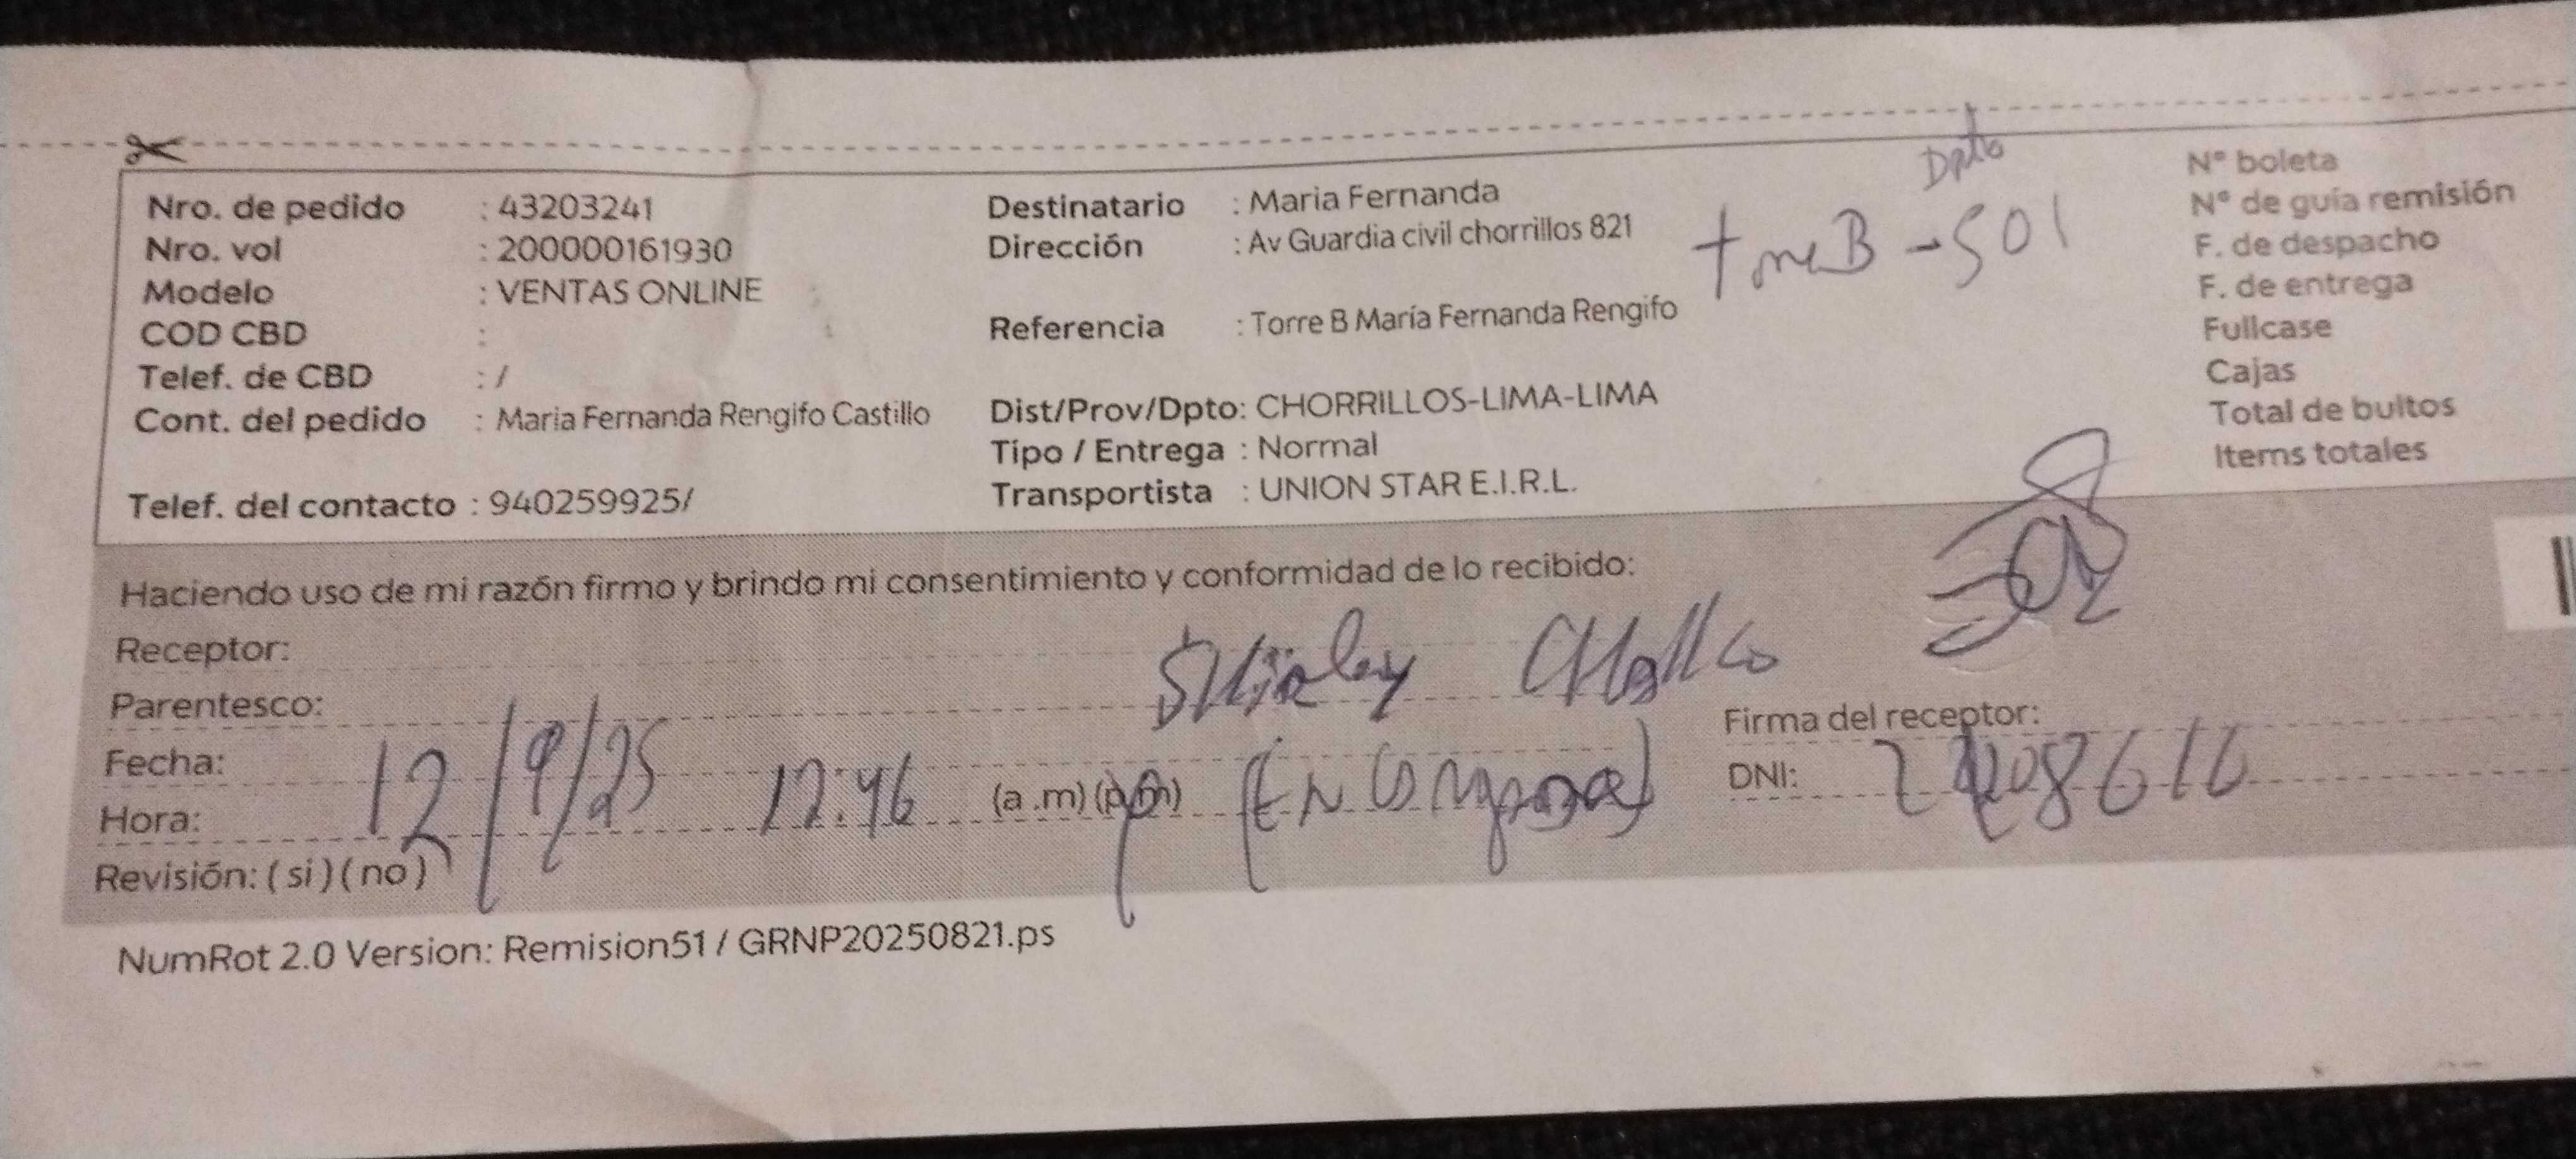 Nro. de pedido : 43203241
Nro. vol : 200000161930
Modelo : VENTAS ONLINE
COD CBD :
Telef. de CBD : /
Cont. del pedido : Maria Fernanda Rengifo Castillo
Telef. del contacto : 940259925/
Destinatario : Maria Fernanda
Dirección : Av Guardia civil chorrillos 821
Referencia : Torre B María Fernanda Rengifo
Dist/Prov/Dpto: CHORRILLOS-LIMA-LIMA
Tipo / Entrega : Normal
Transportista : UNION STAR E.I.R.L.
Dpto
torre B - 501
N° boleta
N° de guía remisión
F. de despacho
F. de entrega
Fullcase
Cajas
Total de bultos
Items totales
Haciendo uso de mi razón firmo y brindo mi consentimiento y conformidad de lo recibido:
Receptor:
Shirley
Parentesco:
Firma del receptor:
Fecha: 12/9/25
DNI:
Hora: 12:46 (a .m) (p.m)
Revisión: ( si ) ( no )
NumRot 2.0 Version: Remision51 / GRNP20250821.ps